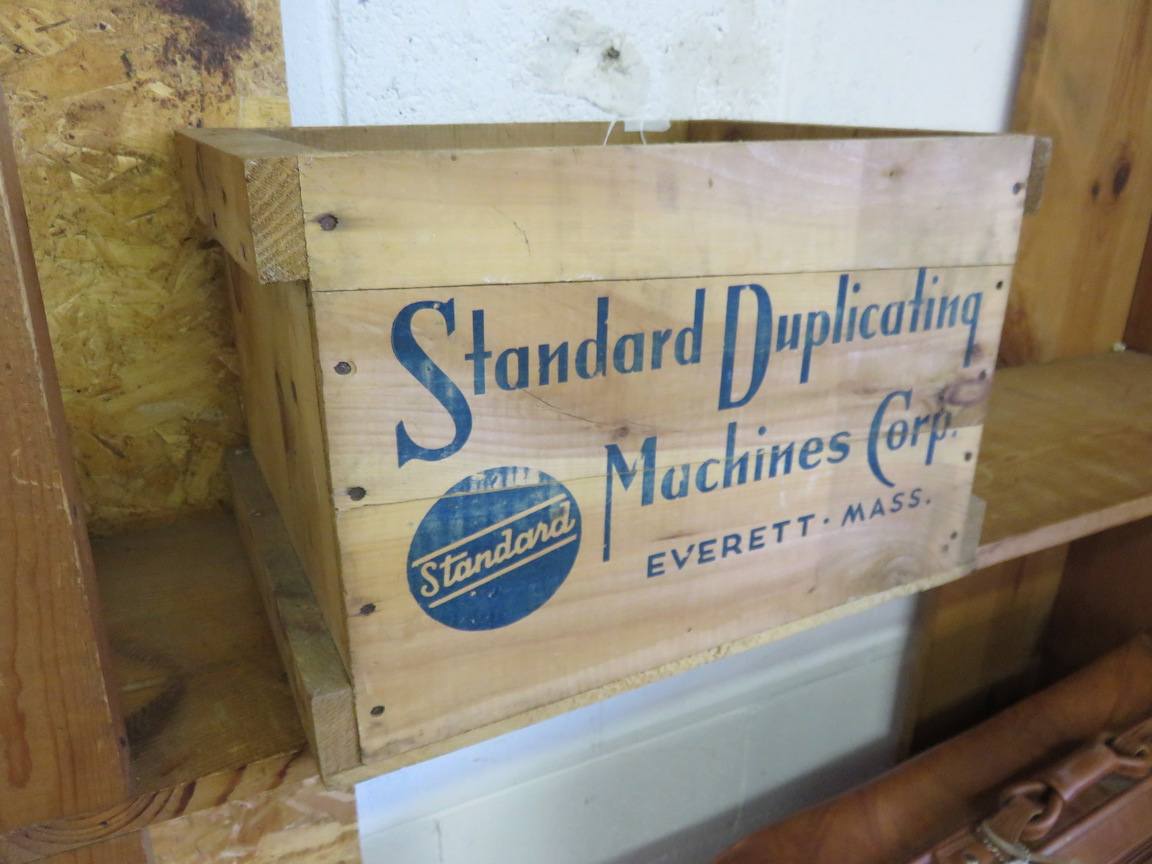 Standard Duplicating
Machines Corp.
EVERETT · MASS.
Standard